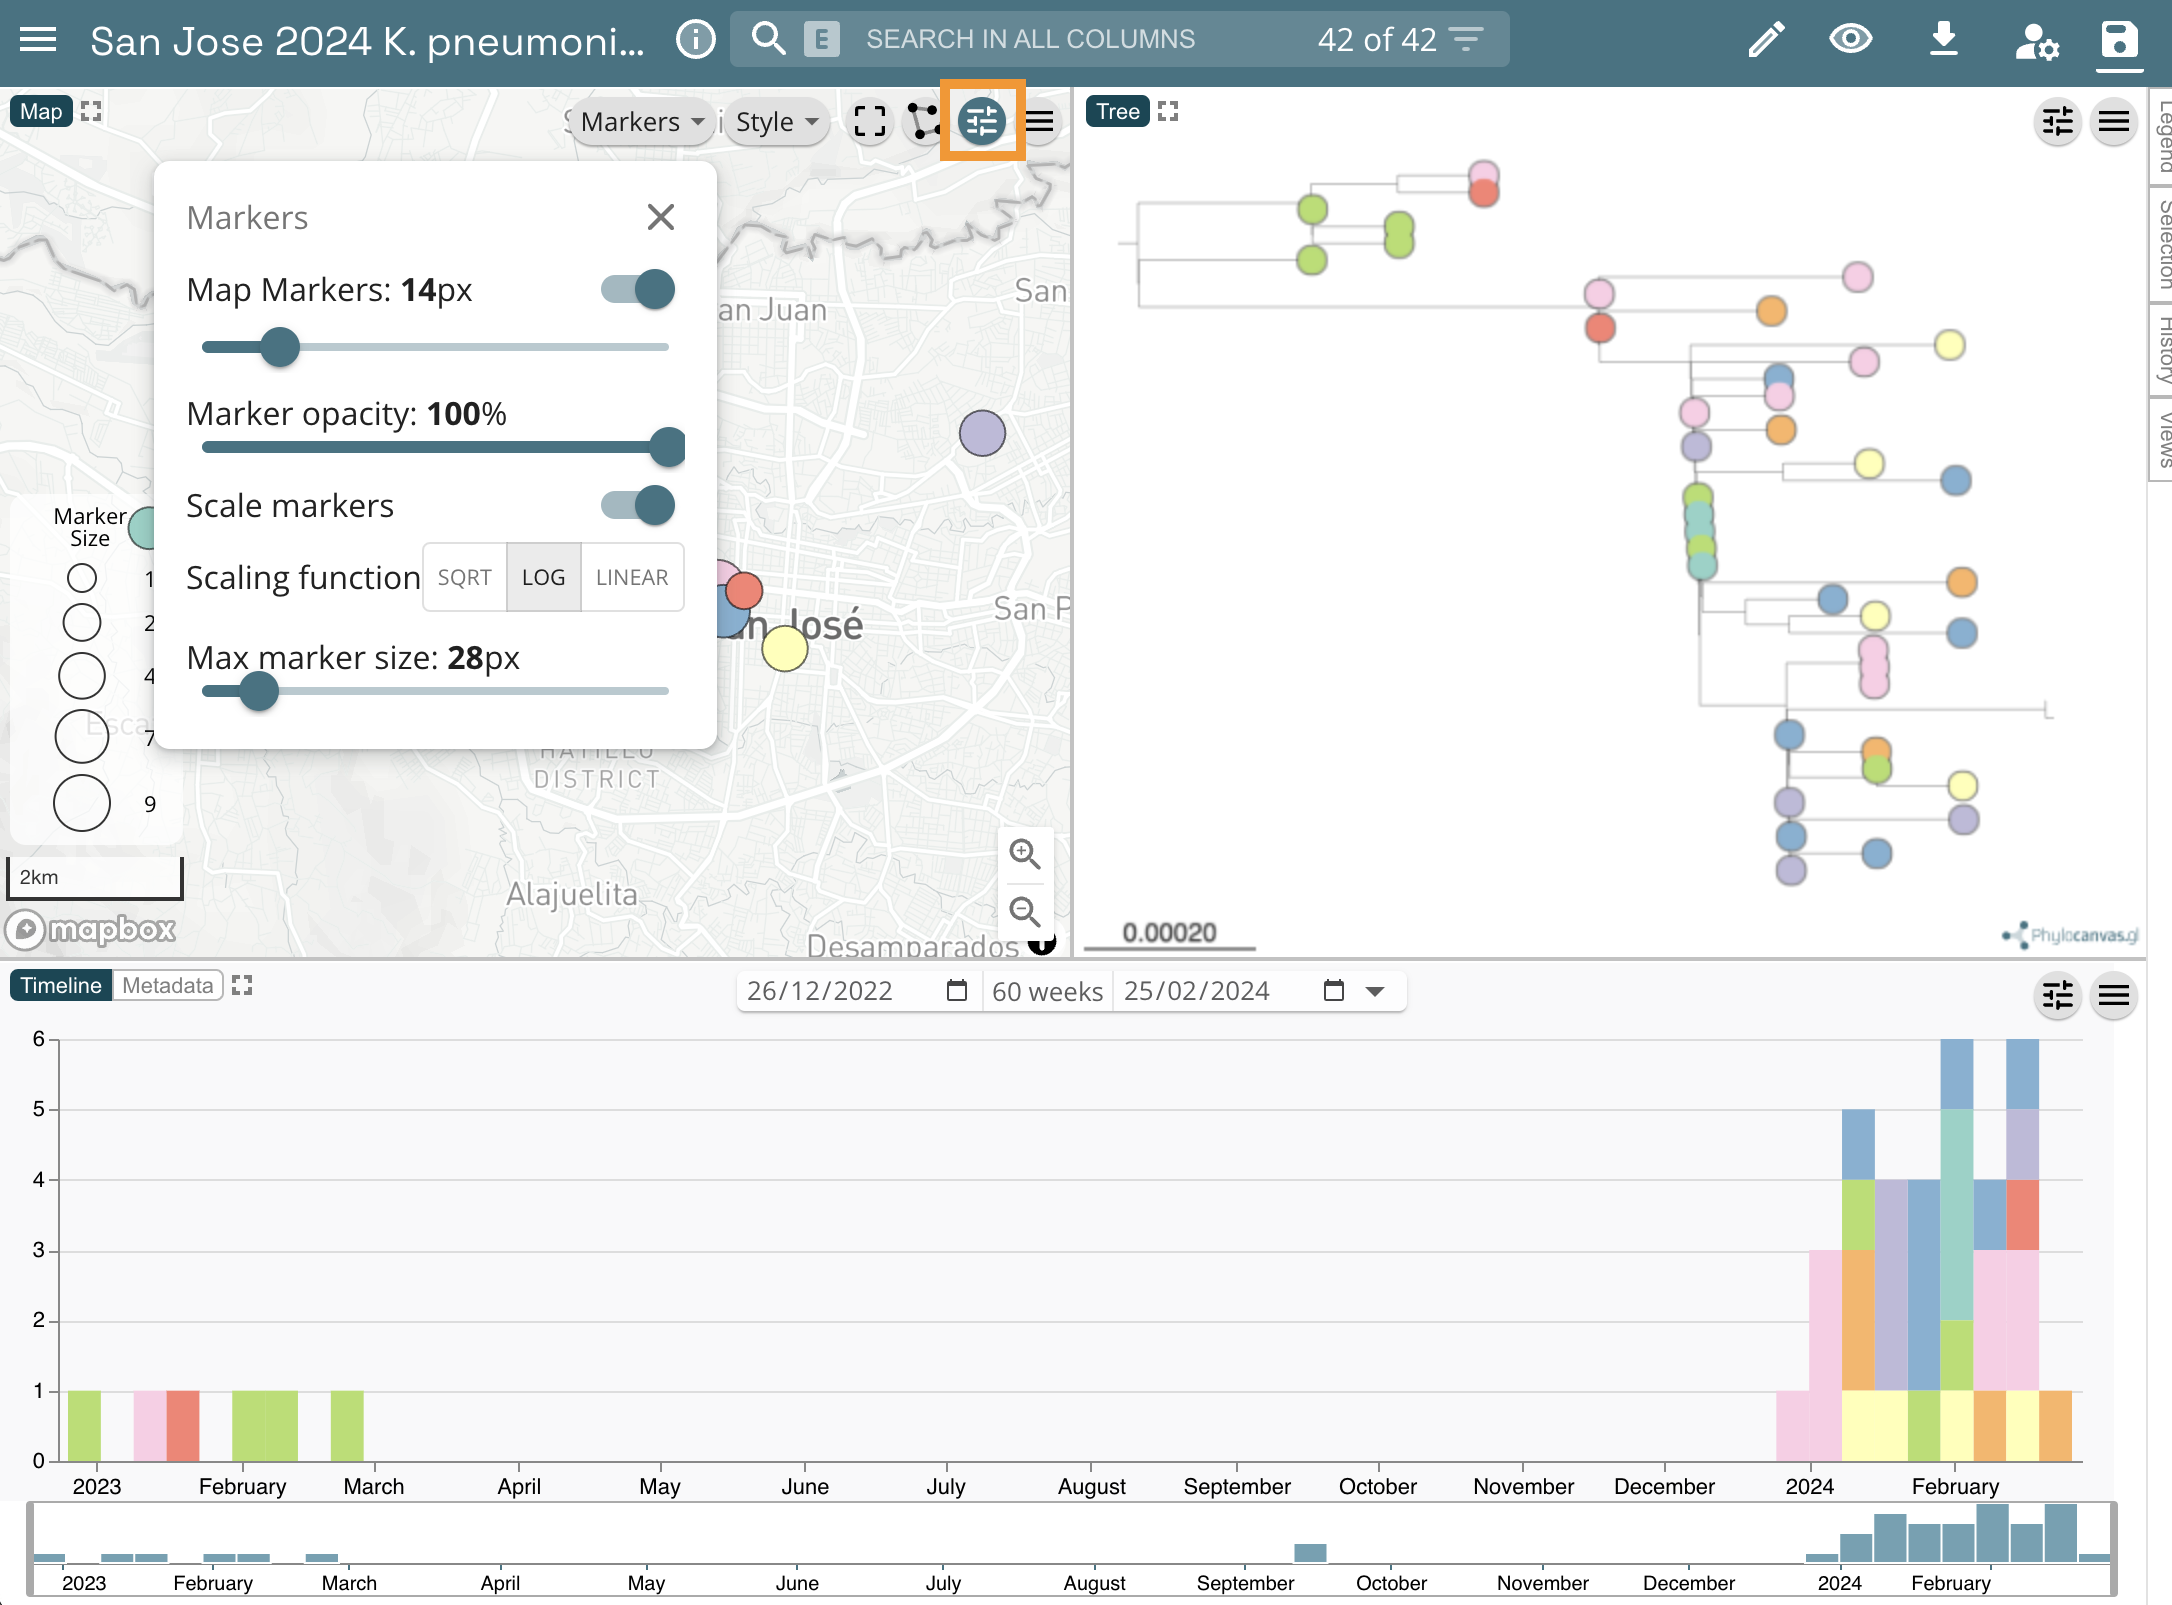 San Jose 2024 K. pneumoni...
E SEARCH IN ALL COLUMNS 42 of 42
Map
Markers Style
Markers
Map Markers: 14px
Marker opacity: 100%
Scale markers
Scaling function SQRT LOG LINEAR
Max marker size: 28px
Marker
Size
1
2
4
7
9
an Juan
San
San P
an José
Esca
HATILLO
DISTRICT
Alajuelita
Desamparados
2km
mapbox
Tree
0.00020
Phylocanvas.gl
Legend
Selection
History
Views
Timeline Metadata
26/12/2022 60 weeks 25/02/2024
6
5
4
3
2
1
0
2023 February March April May June July August September October November December 2024 February
2023 February March April May June July August September October November December 2024 February